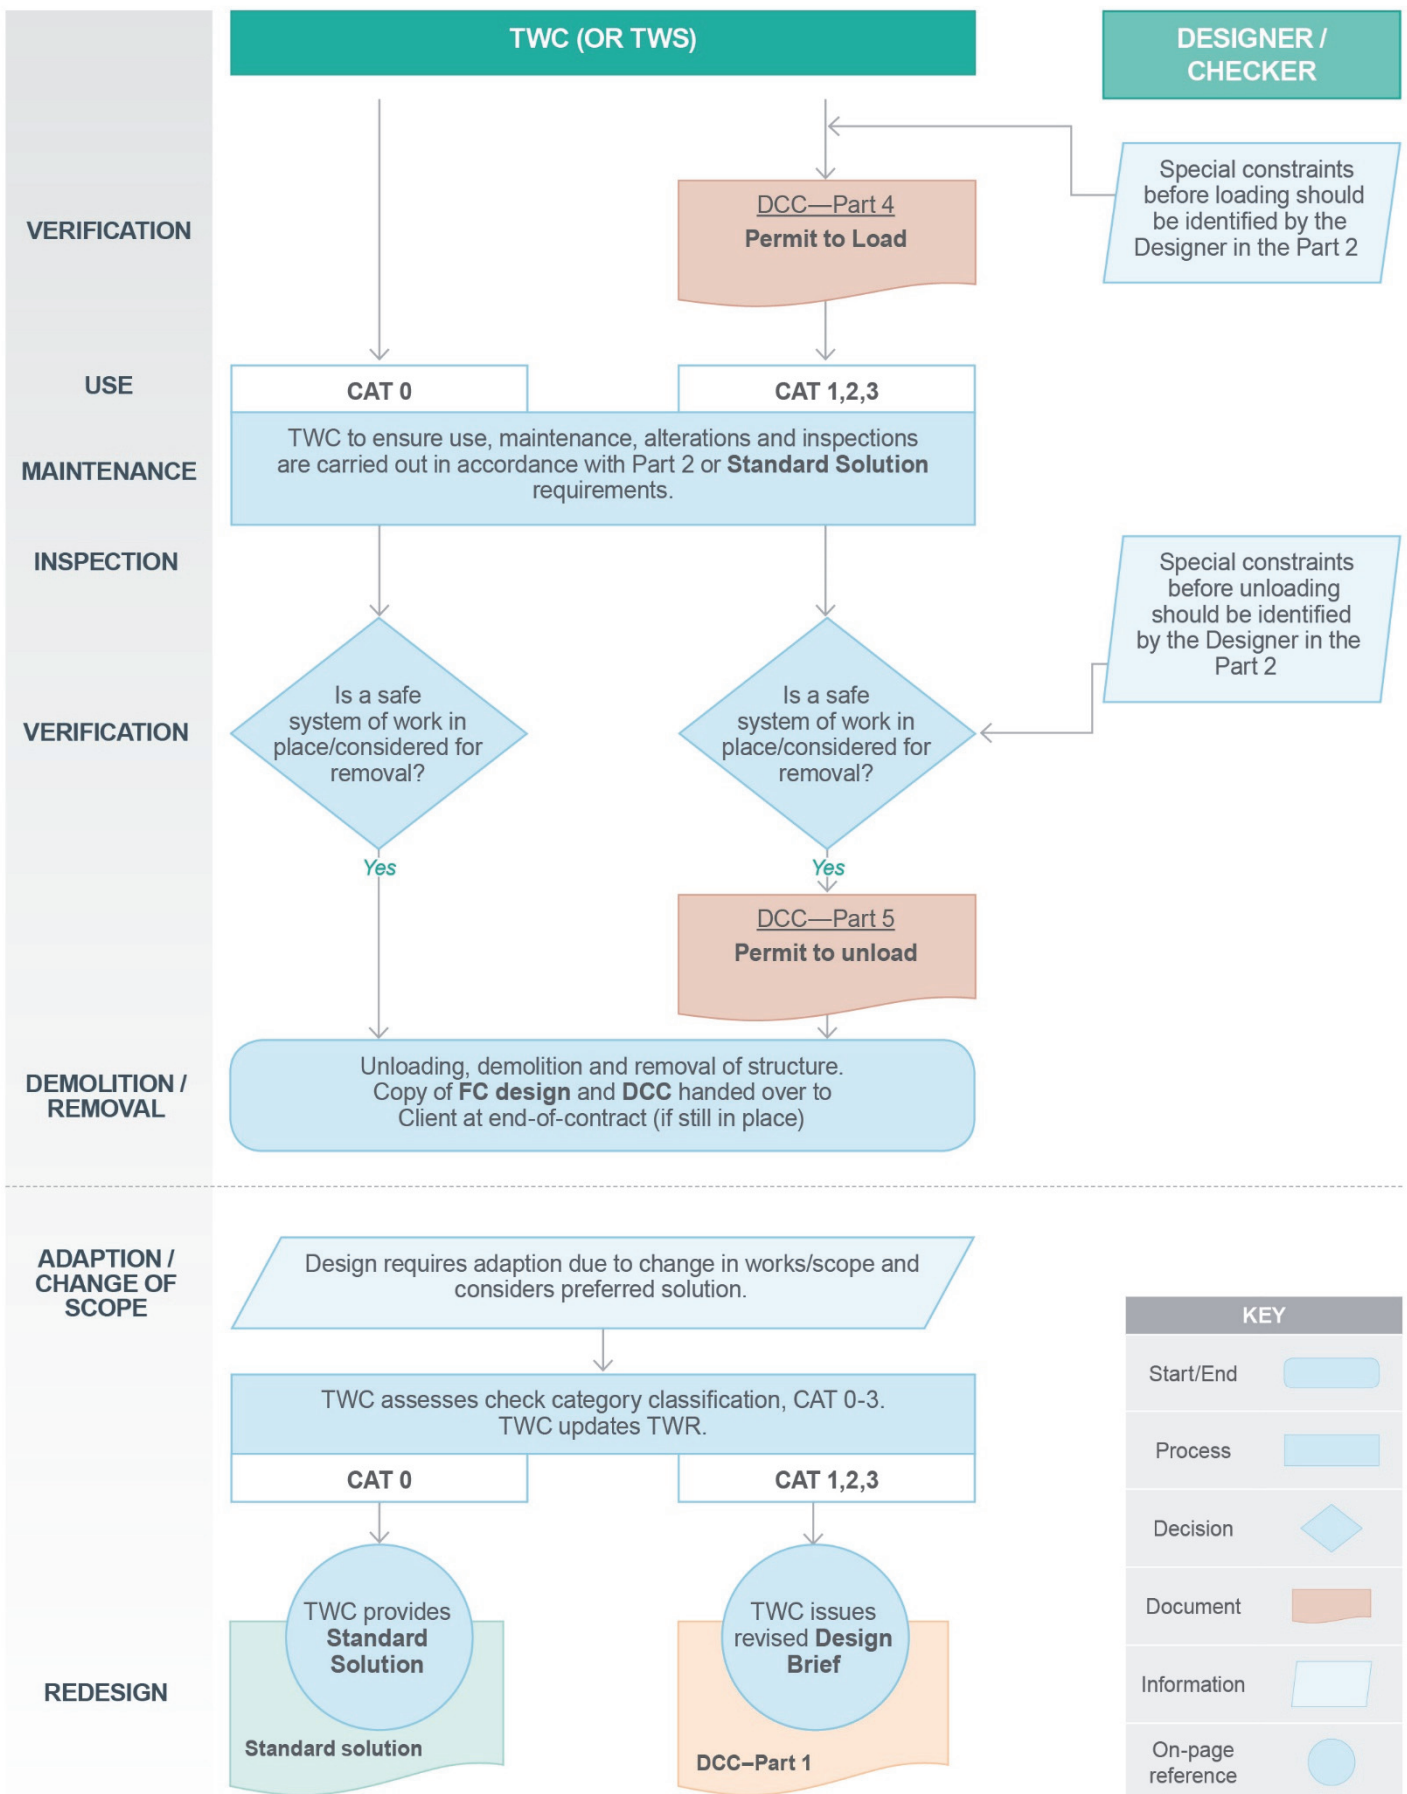 TWC (OR TWS)
DESIGNER /
CHECKER
VERIFICATION
DCC—Part 4
Permit to Load
Special constraints
before loading should
be identified by the
Designer in the Part 2
USE
CAT 0
CAT 1,2,3
MAINTENANCE
TWC to ensure use, maintenance, alterations and inspections
are carried out in accordance with Part 2 or Standard Solution
requirements.
INSPECTION
Special constraints
before unloading
should be identified
by the Designer in the
Part 2
VERIFICATION
Is a safe
system of work in
place/considered for
removal?
Is a safe
system of work in
place/considered for
removal?
Yes
Yes
DCC—Part 5
Permit to unload
DEMOLITION /
REMOVAL
Unloading, demolition and removal of structure.
Copy of FC design and DCC handed over to
Client at end-of-contract (if still in place)
ADAPTION /
CHANGE OF
SCOPE
Design requires adaption due to change in works/scope and
considers preferred solution.
TWC assesses check category classification, CAT 0-3.
TWC updates TWR.
CAT 0
CAT 1,2,3
REDESIGN
TWC provides
Standard
Solution
Standard solution
TWC issues
revised Design
Brief
DCC–Part 1
KEY
Start/End
Process
Decision
Document
Information
On-page
reference